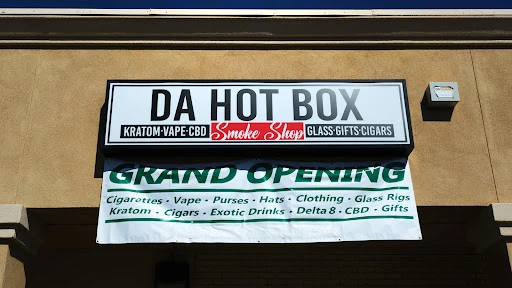 DA HOT BOX
KRATOM·VAPE·CBD Smoke Shop GLASS·GIFTS·CIGARS
GRAND OPENING
Cigarettes · Vape · Purses · Hats · Clothing · Glass Rigs
Kratom · Cigars · Exotic Drinks · Delta 8 · CBD · Gifts